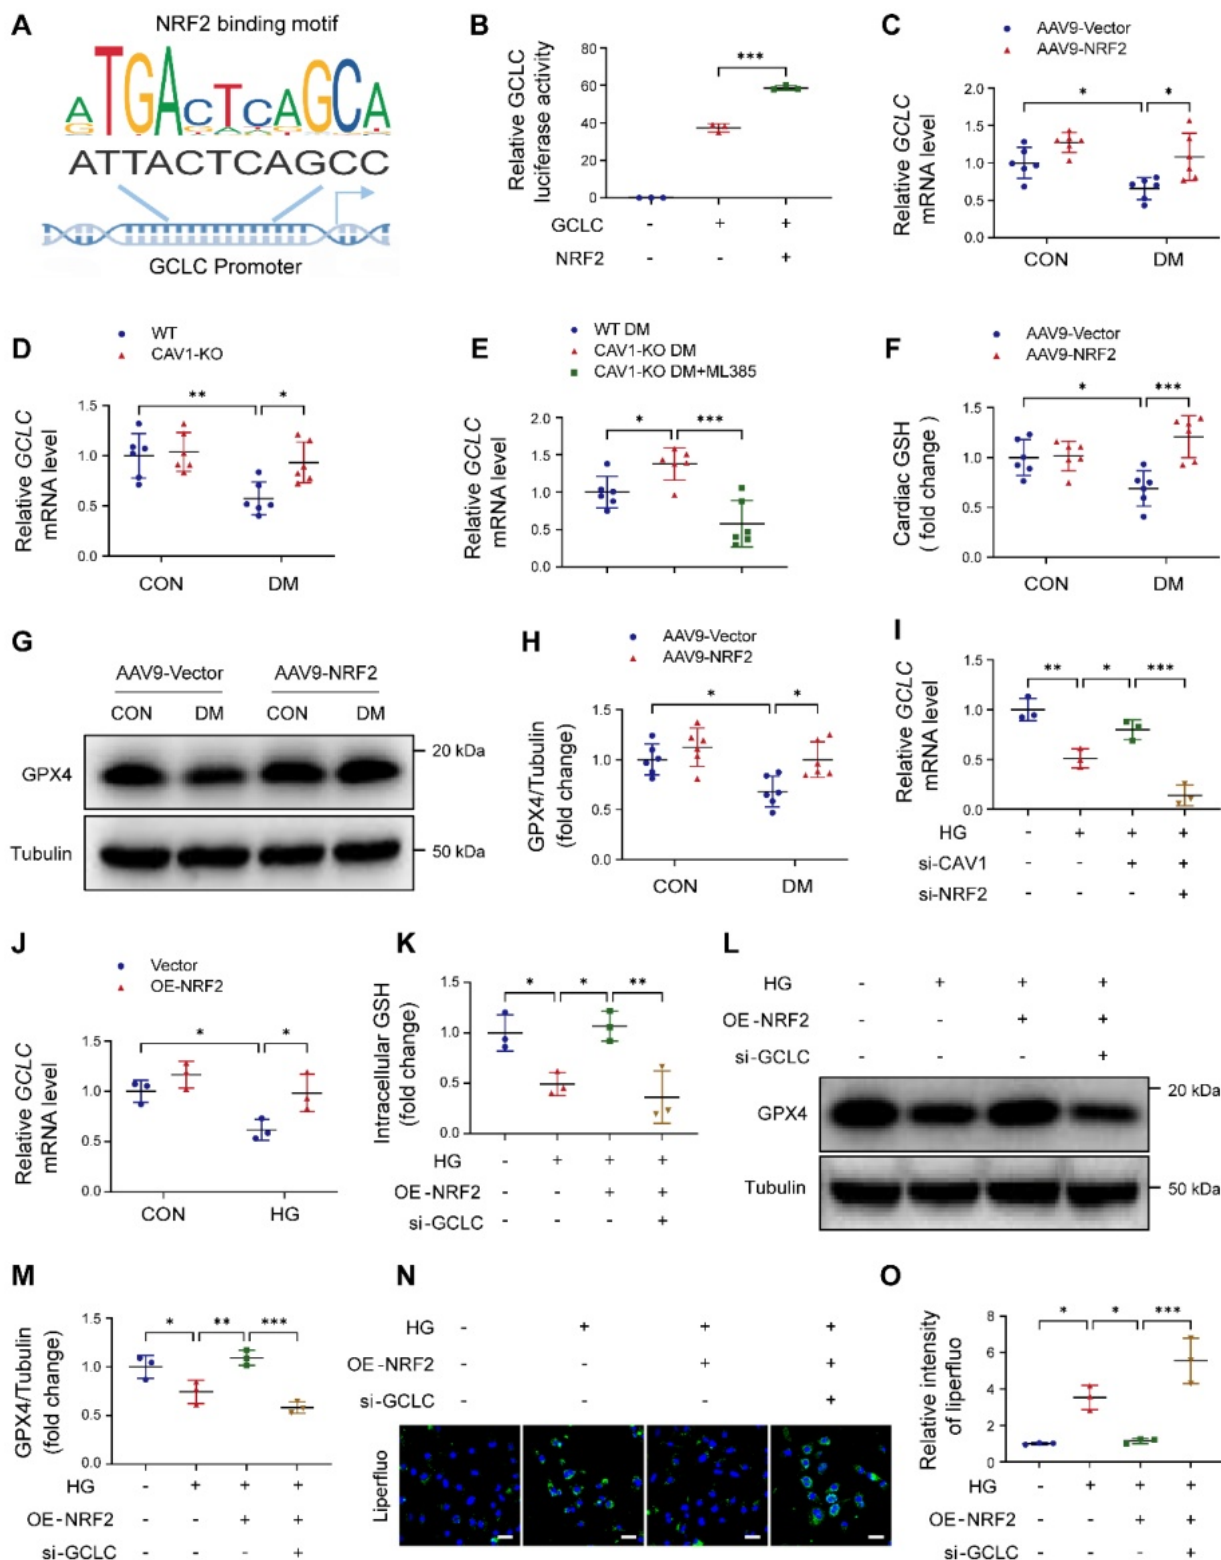 A
NRF2 binding motif
ATGACTCAGCA
ATTACTCAGCC
GCLC Promoter
B
Relative GCLC
luciferase activity
80
60
40
20
0
***
GCLC - + +
NRF2 - - +
C
AAV9-Vector
AAV9-NRF2
Relative GCLC
mRNA level
2.0
1.5
1.0
0.5
0.0
* *
CON DM
D
WT
CAV1-KO
Relative GCLC
mRNA level
1.5
1.0
0.5
0.0
** *
CON DM
E
WT DM
CAV1-KO DM
CAV1-KO DM+ML385
Relative GCLC
mRNA level
2.0
1.5
1.0
0.5
0.0
* ***
F
AAV9-Vector
AAV9-NRF2
Cardiac GSH
( fold change )
1.5
1.0
0.5
0.0
* ***
CON DM
G
AAV9-Vector AAV9-NRF2
CON DM CON DM
GPX4
20 kDa
Tubulin
50 kDa
H
AAV9-Vector
AAV9-NRF2
GPX4/Tubulin
(fold change)
1.5
1.0
0.5
0.0
* *
CON DM
I
Relative GCLC
mRNA level
1.5
1.0
0.5
0.0
** * ***
HG - + + +
si-CAV1 - - + +
si-NRF2 - - - +
J
Vector
OE-NRF2
Relative GCLC
mRNA level
1.5
1.0
0.5
0.0
* *
CON HG
K
Intracellular GSH
(fold change)
1.5
1.0
0.5
0.0
* * **
HG - + + +
OE-NRF2 - - + +
si-GCLC - - - +
L
HG - + + +
OE-NRF2 - - + +
si-GCLC - - - +
GPX4
20 kDa
Tubulin
50 kDa
M
GPX4/Tubulin
(fold change)
1.5
1.0
0.5
0.0
* ** ***
HG - + + +
OE-NRF2 - - + +
si-GCLC - - - +
N
HG - + + +
OE-NRF2 - - + +
si-GCLC - - - +
Liperfluo
O
Relative intensity
of liperfluo
8
6
4
2
0
* * ***
HG - + + +
OE-NRF2 - - + +
si-GCLC - - - +